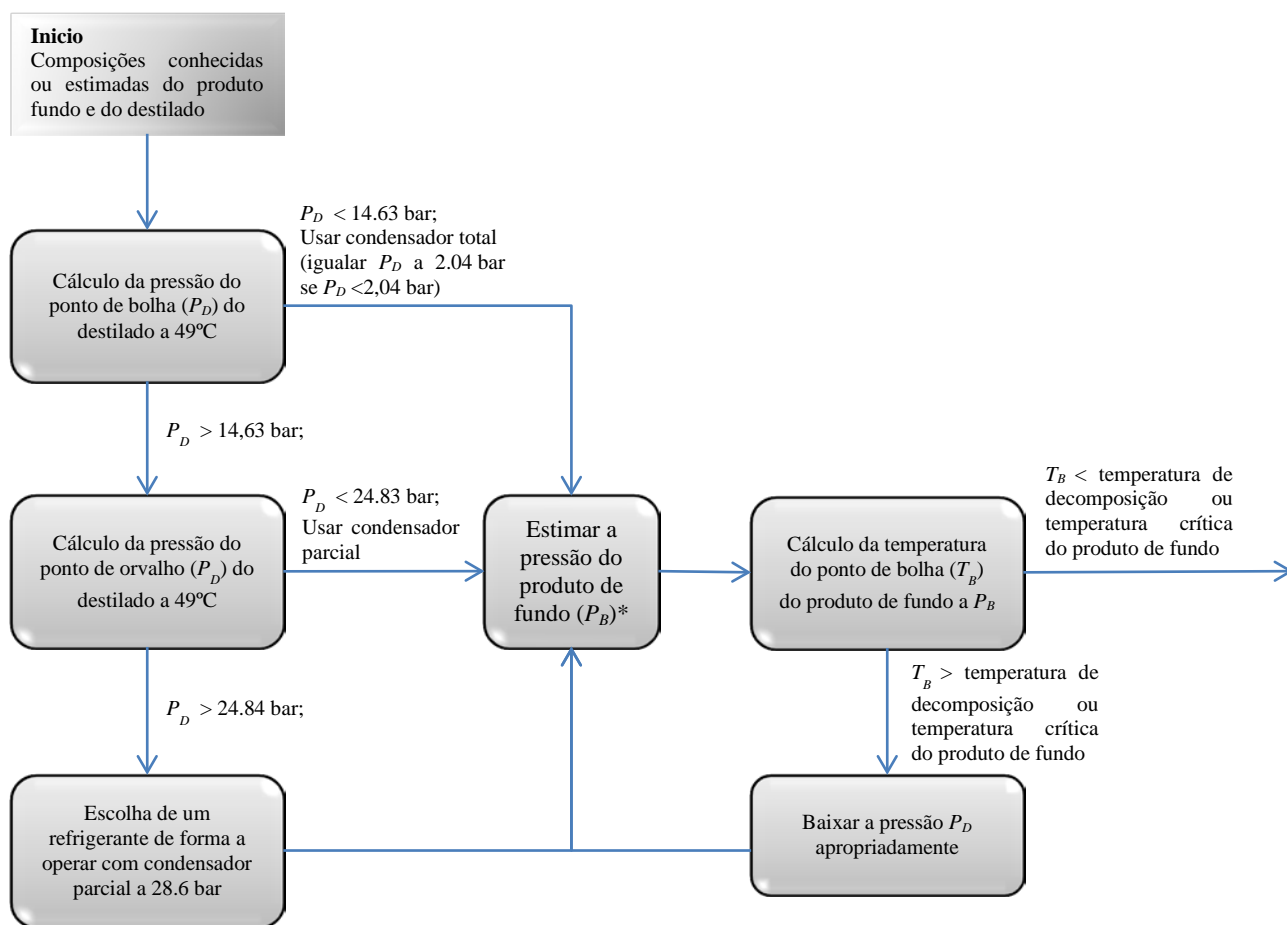 Inicio
Composições conhecidas
ou estimadas do produto
fundo e do destilado
P_D < 14.63 bar;
Usar condensador total
(igualar P_D a 2.04 bar
se P_D <2,04 bar)
Cálculo da pressão do
ponto de bolha (P_D) do
destilado a 49ºC
P_D > 14,63 bar;
P_D < 24.83 bar;
Usar condensador
parcial
Cálculo da pressão do
ponto de orvalho (P_D) do
destilado a 49ºC
Estimar a
pressão do
produto de
fundo (P_B)*
Cálculo da temperatura
do ponto de bolha (T_B)
do produto de fundo a P_B
T_B < temperatura de
decomposição ou
temperatura crítica
do produto de fundo
T_B > temperatura de
decomposição ou
temperatura crítica
do produto de fundo
P_D > 24.84 bar;
Escolha de um
refrigerante de forma a
operar com condensador
parcial a 28.6 bar
Baixar a pressão P_D
apropriadamente